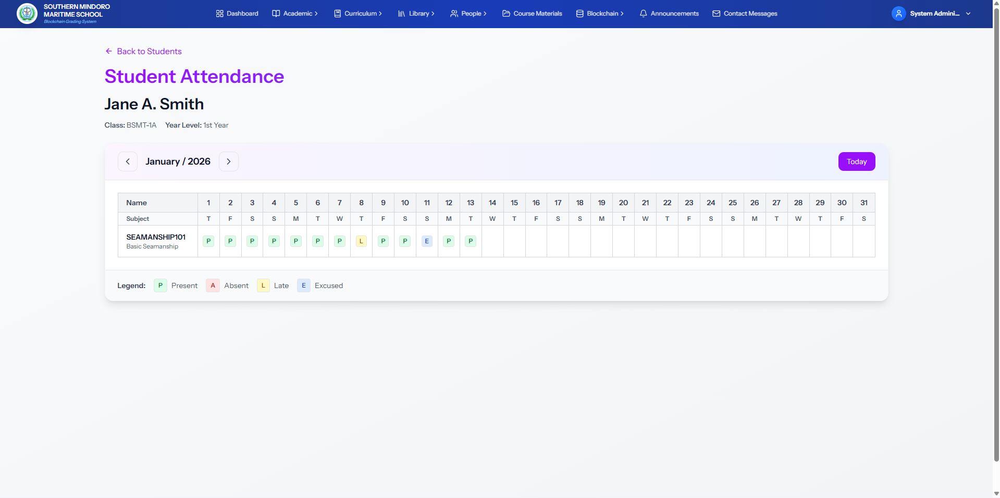 SOUTHERN MINDORO
MARITIME SCHOOL
Blockchain Grading System
Dashboard
Academic
Curriculum
Library
People
Course Materials
Blockchain
Announcements
Contact Messages
System Admini...
Back to Students
Student Attendance
Jane A. Smith
Class: BSMT-1A Year Level: 1st Year
January / 2026
Today
Name 1 2 3 4 5 6 7 8 9 10 11 12 13 14 15 16 17 18 19 20 21 22 23 24 25 26 27 28 29 30 31
Subject T F S S M T W T F S S M T W T F S S M T W T F S S M T W T F S
SEAMANSHIP101 P P P P P P P L P P E P P
Basic Seamanship
Legend: P Present A Absent L Late E Excused